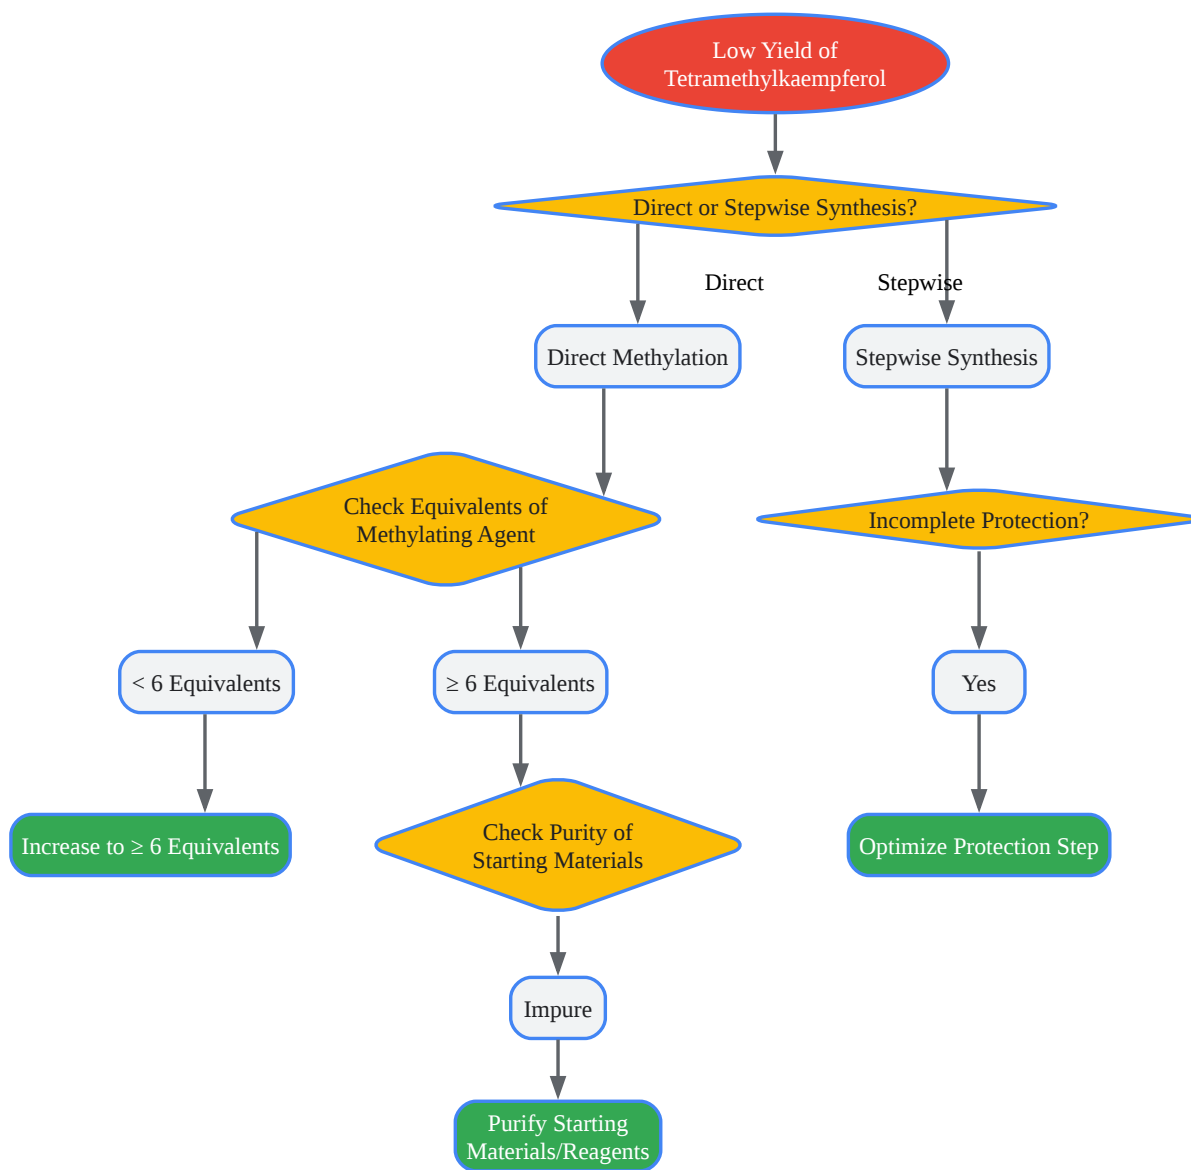 Low Yield of
Tetramethylkaempferol
Direct or Stepwise Synthesis?
Direct
Stepwise
Direct Methylation
Stepwise Synthesis
Check Equivalents of
Methylating Agent
Incomplete Protection?
< 6 Equivalents
≥ 6 Equivalents
Yes
Increase to ≥ 6 Equivalents
Check Purity of
Starting Materials
Optimize Protection Step
Impure
Purify Starting
Materials/Reagents